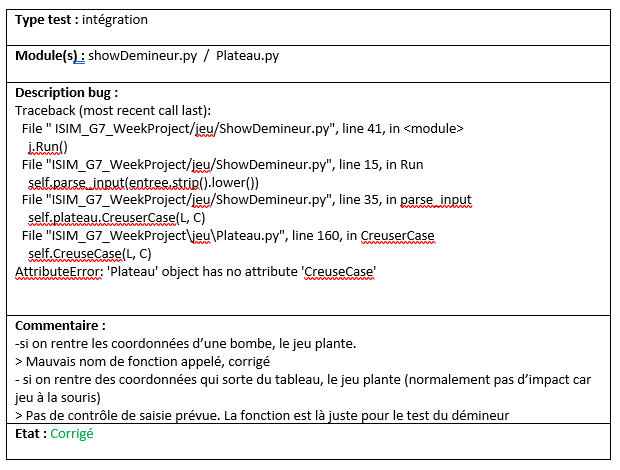 Type test : intégration
Module(s) : showDemineur.py / Plateau.py
Description bug :
Traceback (most recent call last):
File " ISIM_G7_WeekProject/jeu/ShowDemineur.py", line 41, in <module>
j.Run()
File "ISIM_G7_WeekProject/jeu/ShowDemineur.py", line 15, in Run
self.parse_input(entree.strip().lower())
File "ISIM_G7_WeekProject/jeu/ShowDemineur.py", line 35, in parse_input
self.plateau.CreuserCase(L, C)
File "ISIM_G7_WeekProject\jeu\Plateau.py", line 160, in CreuserCase
self.CreuseCase(L, C)
AttributeError: 'Plateau' object has no attribute 'CreuseCase'
Commentaire :
-si on rentre les coordonnées d'une bombe, le jeu plante.
> Mauvais nom de fonction appelé, corrigé
- si on rentre des coordonnées qui sorte du tableau, le jeu plante (normalement pas d'impact car
jeu à la souris)
> Pas de contrôle de saisie prévue. La fonction est là juste pour le test du démineur
Etat : Corrigé